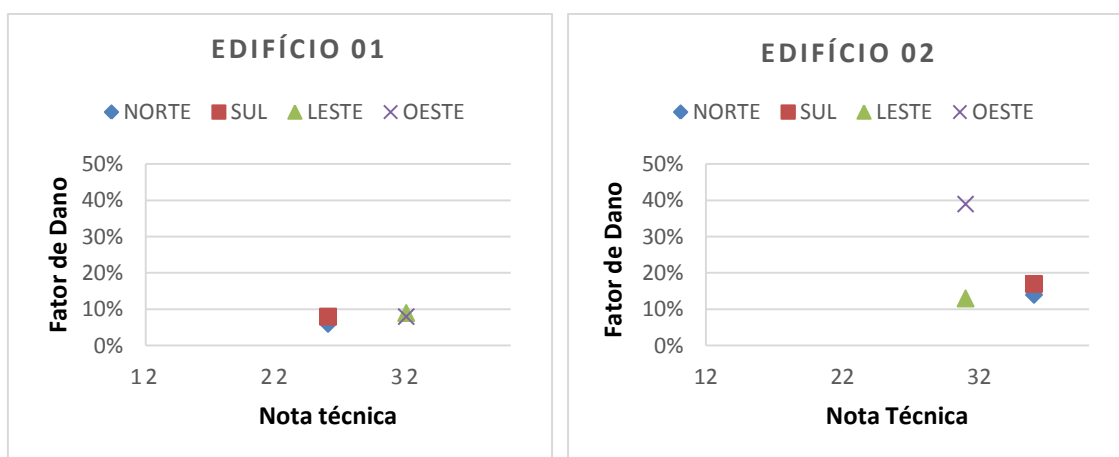 EDIFÍCIO 01
NORTE SUL LESTE OESTE
50%
40%
30%
20%
10%
0%
12 22 32
Fator de Dano
Nota técnica
EDIFÍCIO 02
NORTE SUL LESTE OESTE
50%
40%
30%
20%
10%
0%
12 22 32
Fator de Dano
Nota Técnica